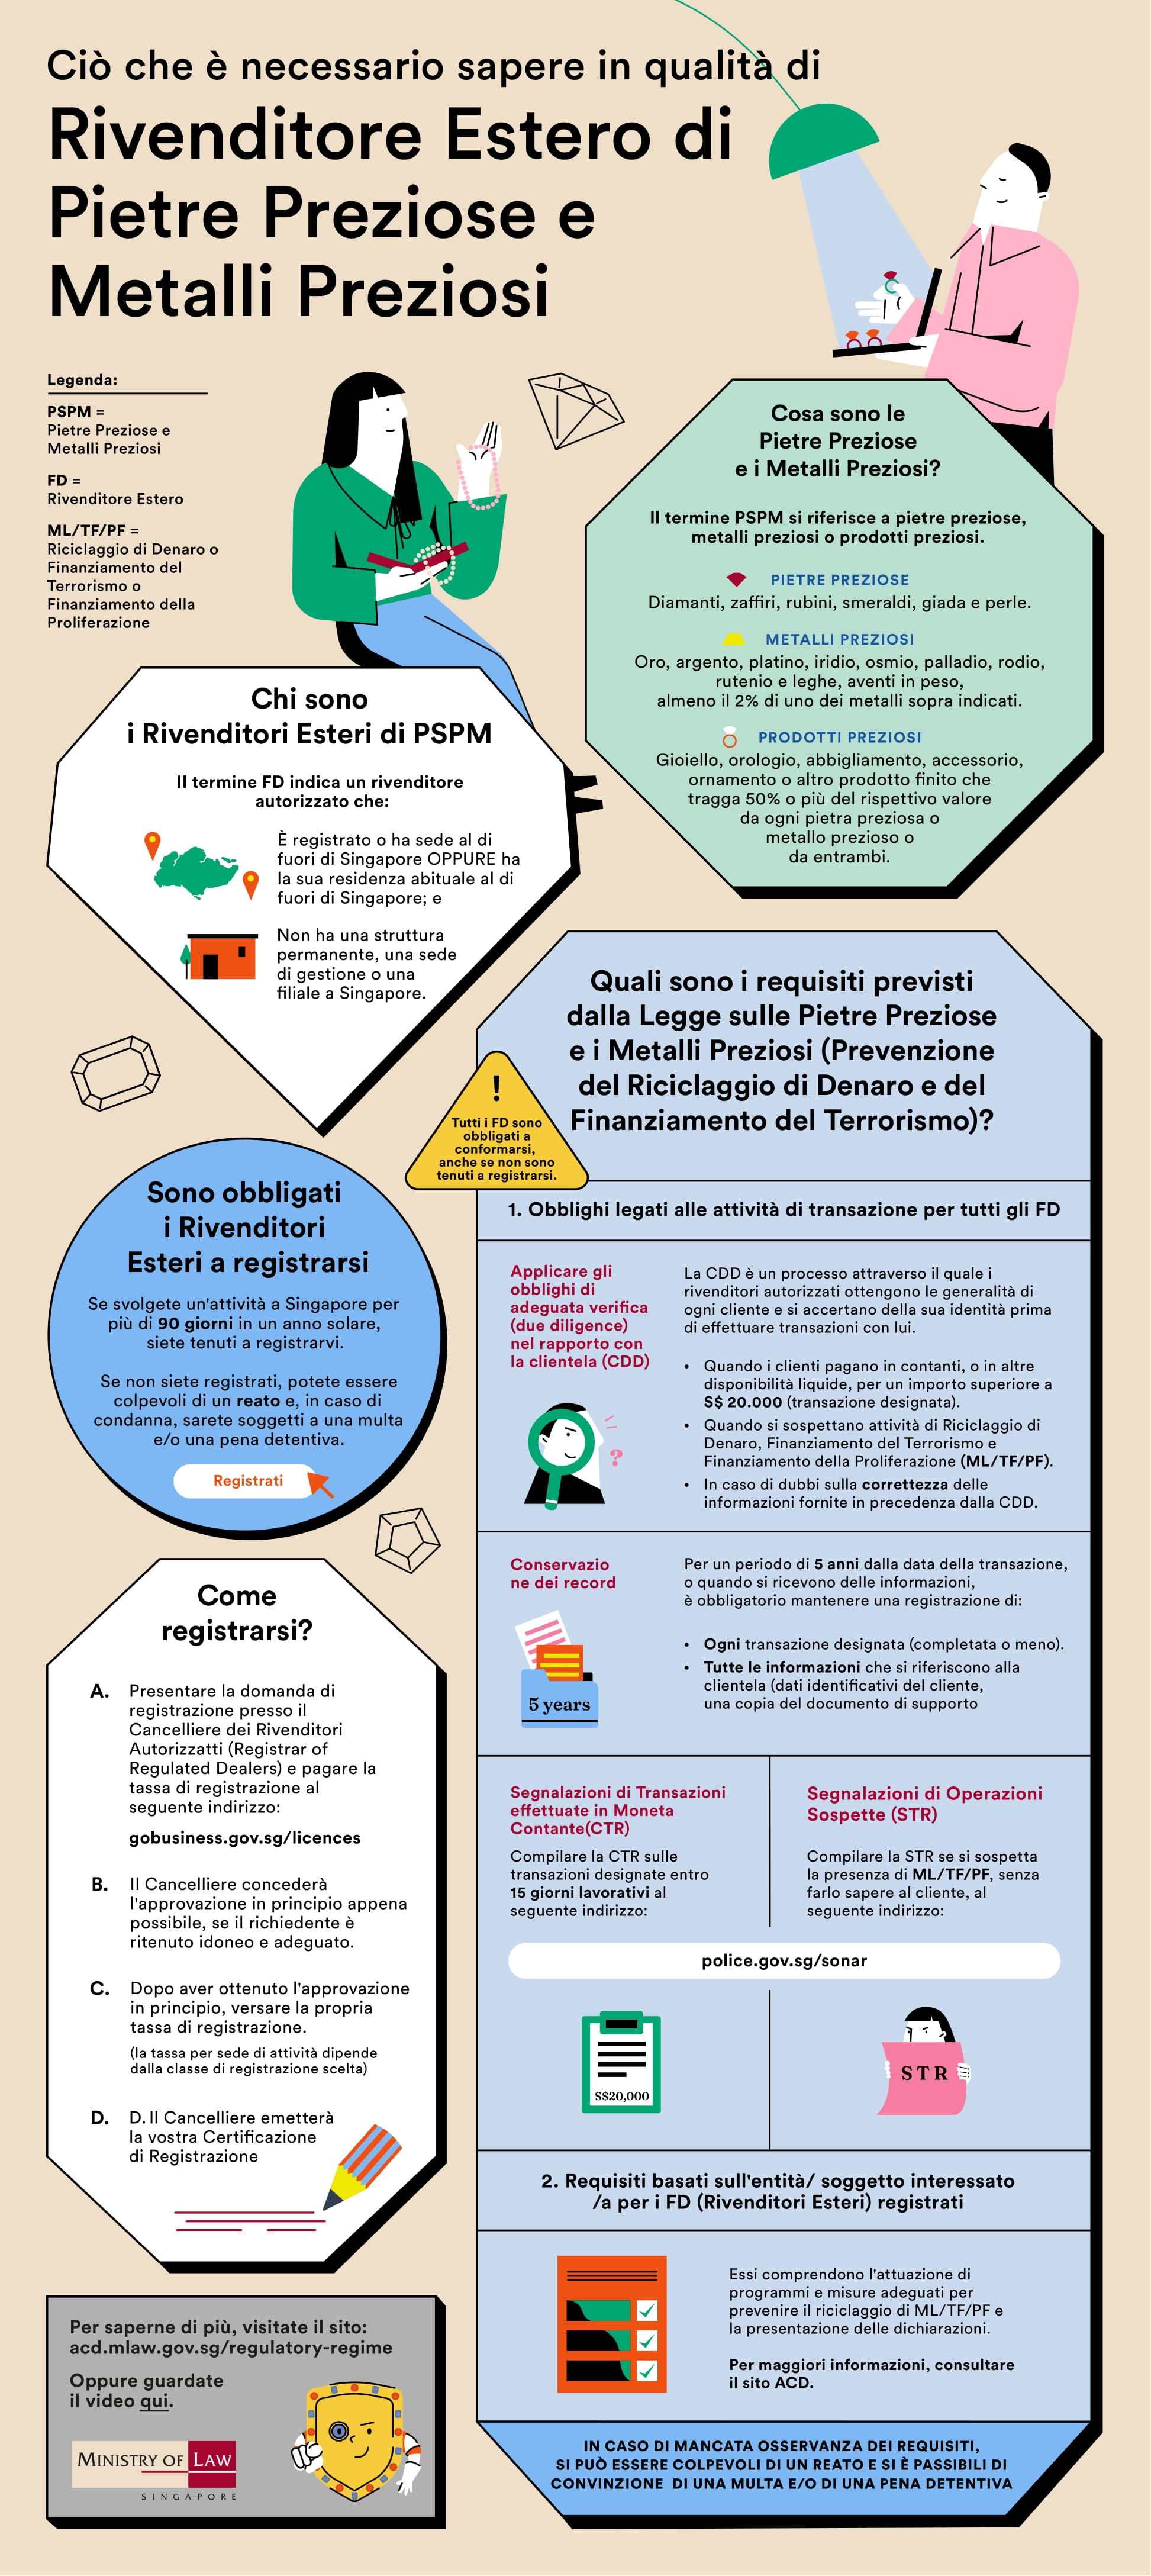 Ciò che è necessario sapere in qualità di
Rivenditore Estero di
Pietre Preziose e
Metalli Preziosi
Legenda:
PSPM =
Pietre Preziose e
Metalli Preziosi
FD =
Rivenditore Estero
ML/TF/PF =
Riciclaggio di Denaro o
Finanziamento del
Terrorismo o
Finanziamento della
Proliferazione
Cosa sono le
Pietre Preziose
e i Metalli Preziosi?
Il termine PSPM si riferisce a pietre preziose,
metalli preziosi o prodotti preziosi.
PIETRE PREZIOSE
Diamanti, zaffiri, rubini, smeraldi, giada e perle.
METALLI PREZIOSI
Oro, argento, platino, iridio, osmio, palladio, rodio,
rutenio e leghe, aventi in peso,
almeno il 2% di uno dei metalli sopra indicati.
PRODOTTI PREZIOSI
Gioiello, orologio, abbigliamento, accessorio,
ornamento o altro prodotto finito che
tragga 50% o più del rispettivo valore
da ogni pietra preziosa o
metallo prezioso o
da entrambi.
Chi sono
i Rivenditori Esteri di PSPM
Il termine FD indica un rivenditore
autorizzato che:
È registrato o ha sede al di
fuori di Singapore OPPURE ha
la sua residenza abituale al di
fuori di Singapore; e
Non ha una struttura
permanente, una sede
di gestione o una
filiale a Singapore.
Sono obbligati
i Rivenditori
Esteri a registrarsi
Se svolgete un'attività a Singapore per
più di 90 giorni in un anno solare,
siete tenuti a registrarvi.
Se non siete registrati, potete essere
colpevoli di un reato e, in caso di
condanna, sarete soggetti a una multa
e/o una pena detentiva.
Registrati
Come
registrarsi?
A. Presentare la domanda di
registrazione presso il
Cancelliere dei Rivenditori
Autorizzatti (Registrar of
Regulated Dealers) e pagare la
tassa di registrazione al
seguente indirizzo:
gobusiness.gov.sg/licences
B. Il Cancelliere concederà
l'approvazione in principio appena
possibile, se il richiedente è
ritenuto idoneo e adeguato.
C. Dopo aver ottenuto l'approvazione
in principio, versare la propria
tassa di registrazione.
(la tassa per sede di attività dipende
dalla classe di registrazione scelta)
D. D. Il Cancelliere emetterà
la vostra Certificazione
di Registrazione
Per saperne di più, visitate il sito:
acd.mlaw.gov.sg/regulatory-regime
Oppure guardate
il video qui.
MINISTRY OF LAW
SINGAPORE
Quali sono i requisiti previsti
dalla Legge sulle Pietre Preziose
e i Metalli Preziosi (Prevenzione
del Riciclaggio di Denaro e del
Finanziamento del Terrorismo)?
!
Tutti i FD sono
obbligati a
conformarsi,
anche se non sono
tenuti a registrarsi.
1. Obblighi legati alle attività di transazione per tutti gli FD
Applicare gli
obblighi di
adeguata verifica
(due diligence)
nel rapporto con
la clientela (CDD)
?
La CDD è un processo attraverso il quale i
rivenditori autorizzati ottengono le generalità di
ogni cliente e si accertano della sua identità prima
di effettuare transazioni con lui.
• Quando i clienti pagano in contanti, o in altre
disponibilità liquide, per un importo superiore a
S$ 20.000 (transazione designata).
• Quando si sospettano attività di Riciclaggio di
Denaro, Finanziamento del Terrorismo e
Finanziamento della Proliferazione (ML/TF/PF).
• In caso di dubbi sulla correttezza delle
informazioni fornite in precedenza dalla CDD.
Conservazio
ne dei record
5 years
Per un periodo di 5 anni dalla data della transazione,
o quando si ricevono delle informazioni,
è obbligatorio mantenere una registrazione di:
• Ogni transazione designata (completata o meno).
• Tutte le informazioni che si riferiscono alla
clientela (dati identificativi del cliente,
una copia del documento di supporto
Segnalazioni di Transazioni
effettuate in Moneta
Contante(CTR)
Compilare la CTR sulle
transazioni designate entro
15 giorni lavorativi al
seguente indirizzo:
Segnalazioni di Operazioni
Sospette (STR)
Compilare la STR se si sospetta
la presenza di ML/TF/PF, senza
farlo sapere al cliente, al
seguente indirizzo:
police.gov.sg/sonar
S$20,000
STR
2. Requisiti basati sull'entità/ soggetto interessato
/a per i FD (Rivenditori Esteri) registrati
Essi comprendono l'attuazione di
programmi e misure adeguati per
prevenire il riciclaggio di ML/TF/PF e
la presentazione delle dichiarazioni.
Per maggiori informazioni, consultare
il sito ACD.
IN CASO DI MANCATA OSSERVANZA DEI REQUISITI,
SI PUÒ ESSERE COLPEVOLI DI UN REATO E SI È PASSIBILI DI
CONVINZIONE DI UNA MULTA E/O DI UNA PENA DETENTIVA